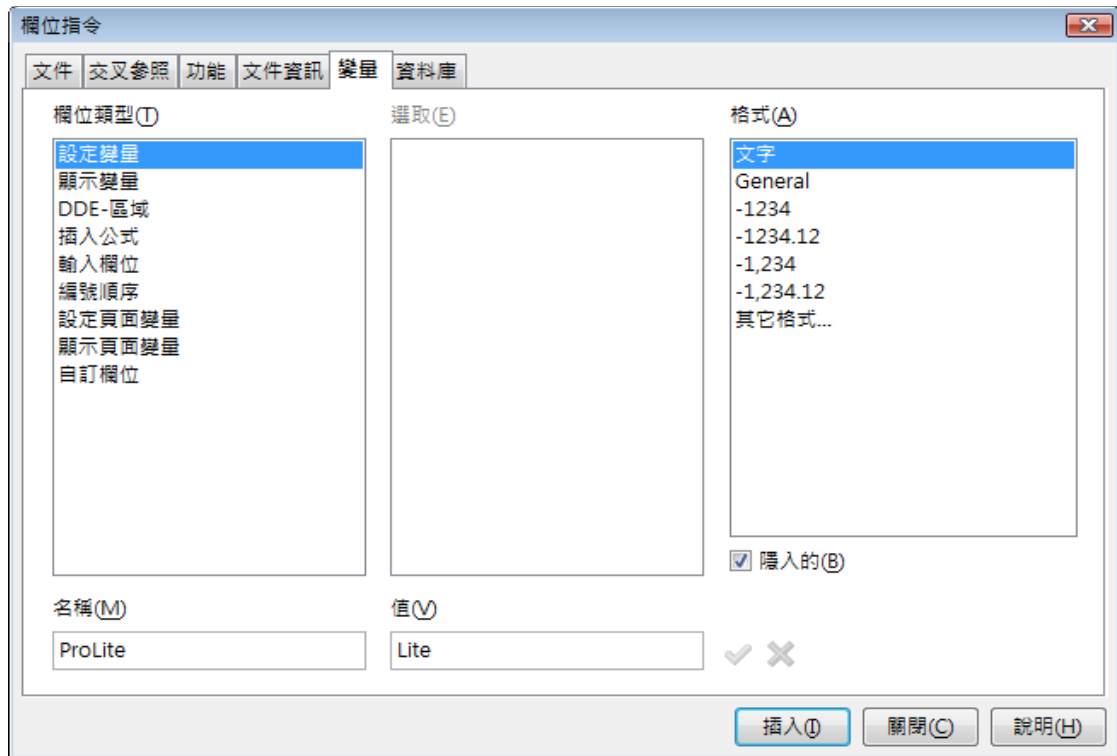 欄位指令
文件 交叉參照 功能 文件資訊 變量 資料庫
欄位類型(T)
設定變量
顯示變量
DDE-區域
插入公式
輸入欄位
編號順序
設定頁面變量
顯示頁面變量
自訂欄位
選取(E)
格式(A)
文字
General
-1234
-1234.12
-1,234
-1,234.12
其它格式...
隱入的(B)
名稱(M)
ProLite
值(V)
Lite
插入(I) 關閉(C) 說明(H)